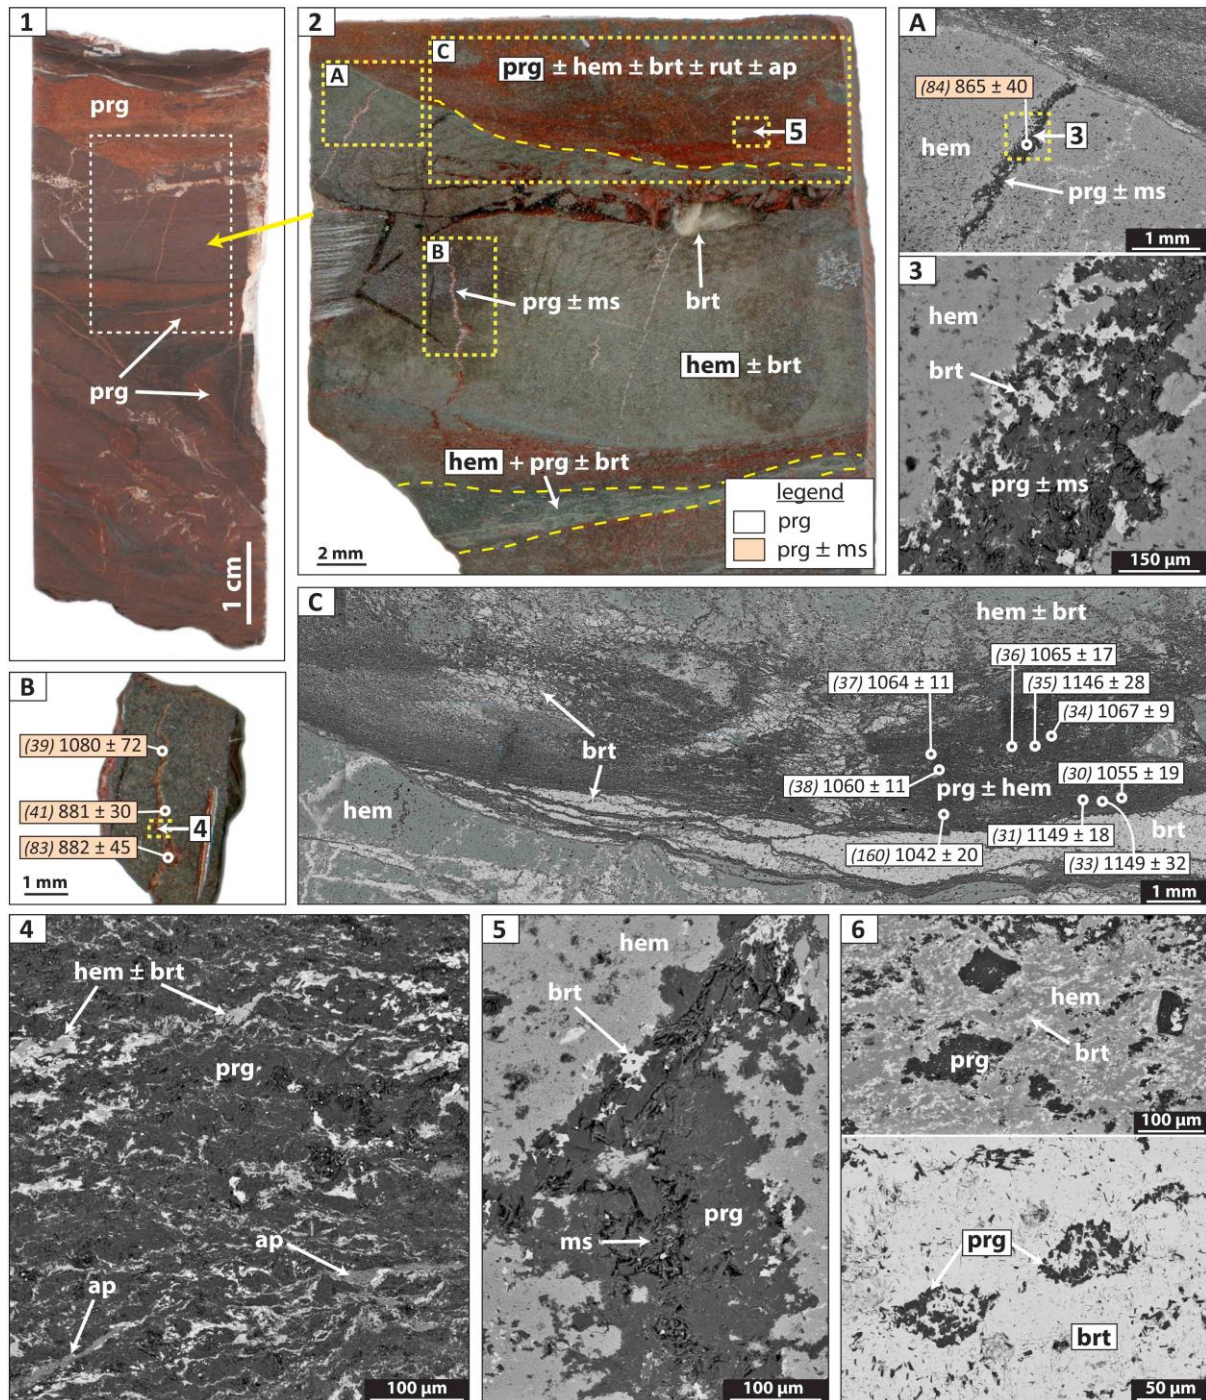 1
prg
prg
1 cm
2
A
C
prg ± hem ± brt ± rut ± ap
5
B
prg ± ms
brt
hem ± brt
hem + prg ± brt
2 mm
legend
prg
prg ± ms
A
(84) 865 ± 40
hem
3
prg ± ms
1 mm
3
hem
brt
prg ± ms
150 µm
B
(39) 1080 ± 72
(41) 881 ± 30
4
(83) 882 ± 45
1 mm
C
hem ± brt
(36) 1065 ± 17
(37) 1064 ± 11
(35) 1146 ± 28
(34) 1067 ± 9
brt
(38) 1060 ± 11
prg ± hem
(30) 1055 ± 19
hem
(31) 1149 ± 18
brt
(160) 1042 ± 20
(33) 1149 ± 32
1 mm
4
hem ± brt
prg
ap
ap
100 µm
5
hem
brt
prg
ms
100 µm
6
hem
prg
brt
100 µm
prg
brt
50 µm